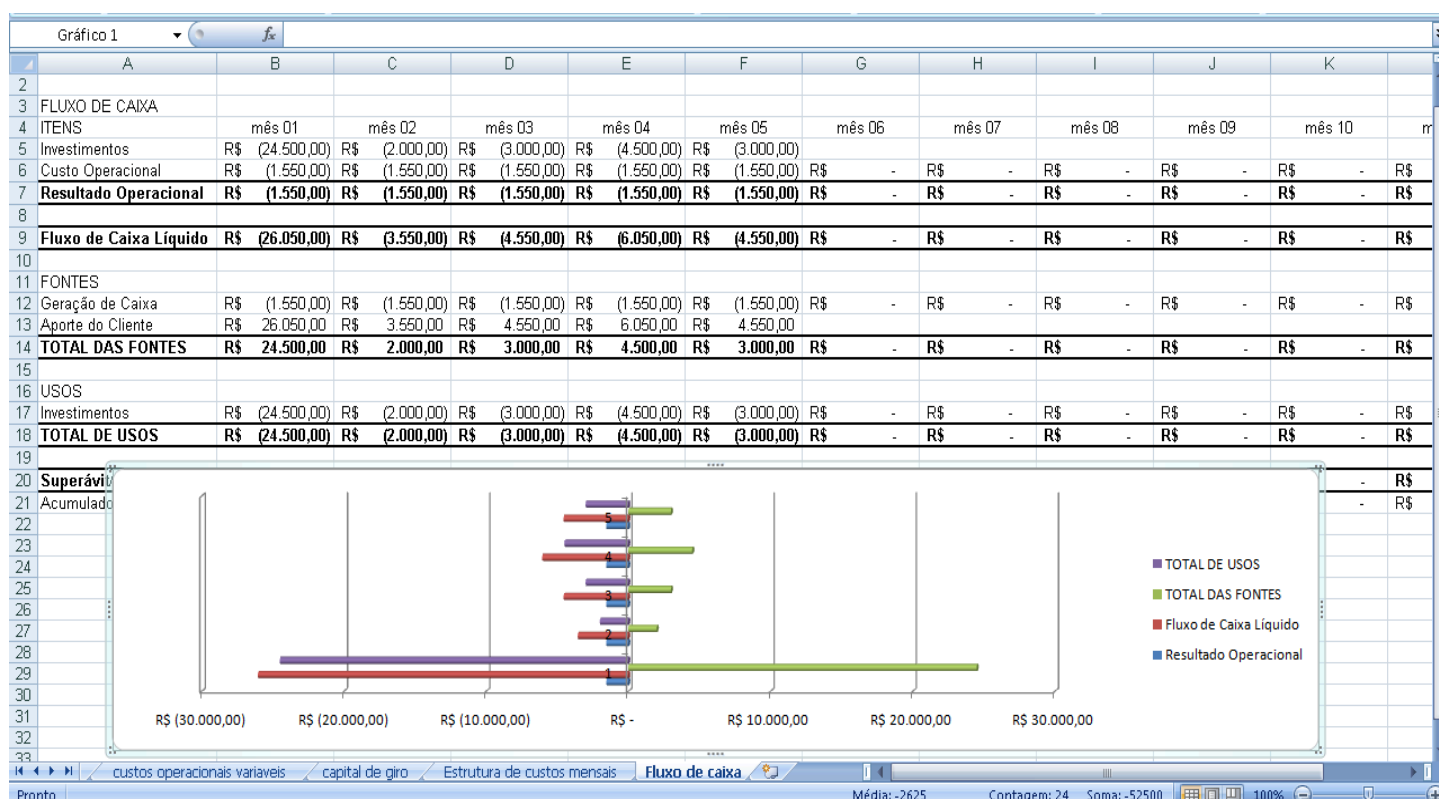 Gráfico 1 fx
A B C D E F G H I J K
2
3 FLUXO DE CAIXA
4 ITENS mês 01 mês 02 mês 03 mês 04 mês 05 mês 06 mês 07 mês 08 mês 09 mês 10
5 Investimentos R$ (24.500,00) R$ (2.000,00) R$ (3.000,00) R$ (4.500,00) R$ (3.000,00)
6 Custo Operacional R$ (1.550,00) R$ (1.550,00) R$ (1.550,00) R$ (1.550,00) R$ (1.550,00) R$ - R$ - R$ - R$ - R$ - R$
7 Resultado Operacional R$ (1.550,00) R$ (1.550,00) R$ (1.550,00) R$ (1.550,00) R$ (1.550,00) R$ - R$ - R$ - R$ - R$ - R$
8
9 Fluxo de Caixa Líquido R$ (26.050,00) R$ (3.550,00) R$ (4.550,00) R$ (6.050,00) R$ (4.550,00) R$ - R$ - R$ - R$ - R$ - R$
10
11 FONTES
12 Geração de Caixa R$ (1.550,00) R$ (1.550,00) R$ (1.550,00) R$ (1.550,00) R$ (1.550,00) R$ - R$ - R$ - R$ - R$ - R$
13 Aporte do Cliente R$ 26.050,00 R$ 3.550,00 R$ 4.550,00 R$ 6.050,00 R$ 4.550,00
14 TOTAL DAS FONTES R$ 24.500,00 R$ 2.000,00 R$ 3.000,00 R$ 4.500,00 R$ 3.000,00 R$ - R$ - R$ - R$ - R$ - R$
15
16 USOS
17 Investimentos R$ (24.500,00) R$ (2.000,00) R$ (3.000,00) R$ (4.500,00) R$ (3.000,00) R$ - R$ - R$ - R$ - R$ - R$
18 TOTAL DE USOS R$ (24.500,00) R$ (2.000,00) R$ (3.000,00) R$ (4.500,00) R$ (3.000,00) R$ - R$ - R$ - R$ - R$ - R$
19
20 Superávit - R$
21 Acumulado - R$
22
23
24
25
26
27
28
29
30
31
32
33
5
4
3
2
1
R$ (30.000,00) R$ (20.000,00) R$ (10.000,00) R$ - R$ 10.000,00 R$ 20.000,00 R$ 30.000,00
TOTAL DE USOS
TOTAL DAS FONTES
Fluxo de Caixa Líquido
Resultado Operacional
custos operacionais variaveis capital de giro Estrutura de custos mensais Fluxo de caixa
Pronto Média: -2625 Contagem: 24 Soma: -52500 100%